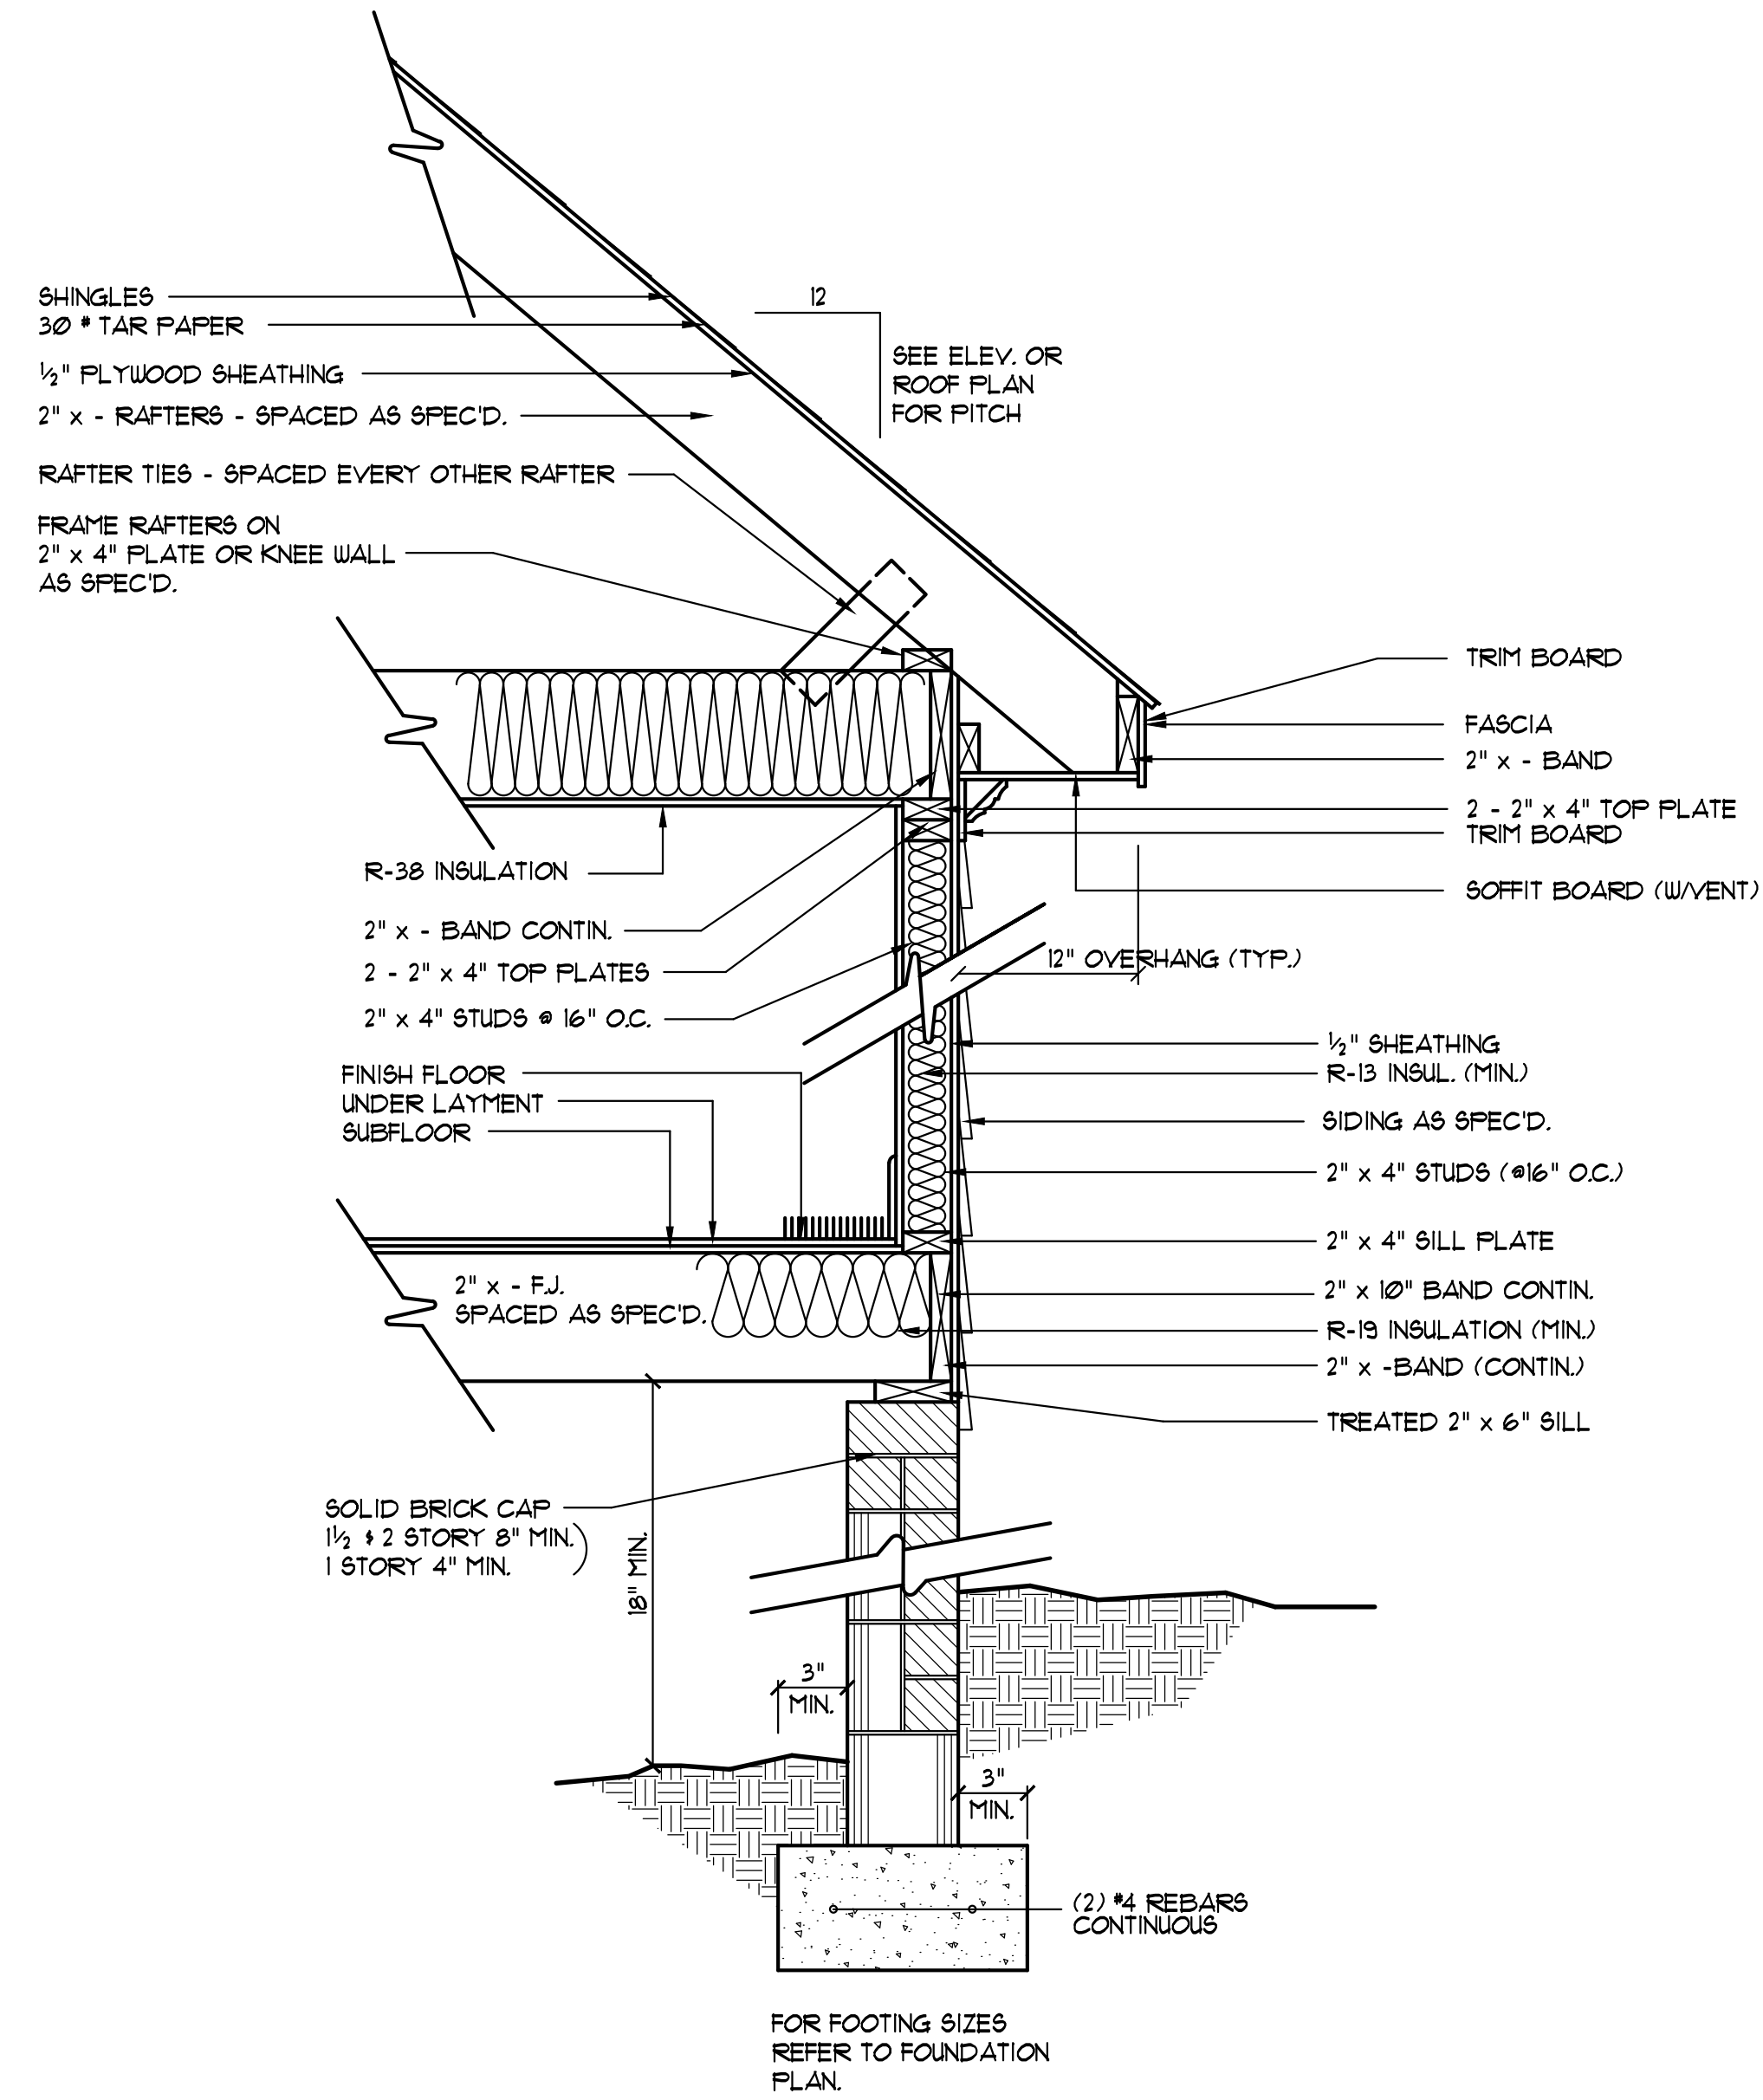 SHINGLES
30 # TAR PAPER
½" PLYWOOD SHEATHING
2" x - RAFTERS - SPACED AS SPEC'D.
RAFTER TIES - SPACED EVERY OTHER RAFTER
FRAME RAFTERS ON
2" x 4" PLATE OR KNEE WALL
AS SPEC'D.
12
SEE ELEV. OR
ROOF PLAN
FOR PITCH
TRIM BOARD
FASCIA
2" x - BAND
2 - 2" x 4" TOP PLATE
TRIM BOARD
SOFFIT BOARD (W/VENT)
R-38 INSULATION
2" x - BAND CONTIN.
2 - 2" x 4" TOP PLATES
2" x 4" STUDS @ 16" O.C.
12" OVERHANG (TYP.)
FINISH FLOOR
UNDER LAYMENT
SUBFLOOR
½" SHEATHING
R-13 INSUL. (MIN.)
SIDING AS SPEC'D.
2" x 4" STUDS (@16" O.C.)
2" x 4" SILL PLATE
2" x 10" BAND CONTIN.
R-19 INSULATION (MIN.)
2" x -BAND (CONTIN.)
TREATED 2" x 6" SILL
2" x - F.J.
SPACED AS SPEC'D.
SOLID BRICK CAP
1½ & 2 STORY 8" MIN.)
1 STORY 4" MIN.
18" MIN.
3"
MIN.
3"
MIN.
(2) #4 REBARS
CONTINUOUS
FOR FOOTING SIZES
REFER TO FOUNDATION
PLAN.